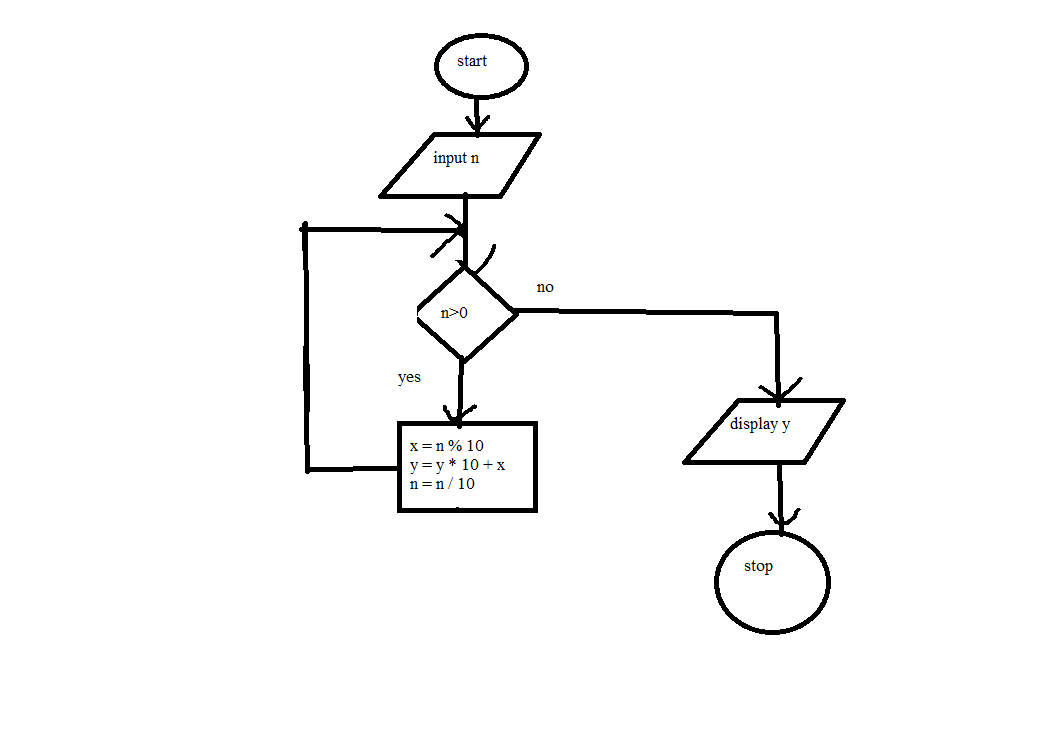 start
input n
n>0
no
yes
x = n % 10
y = y * 10 + x
n = n / 10
display y
stop